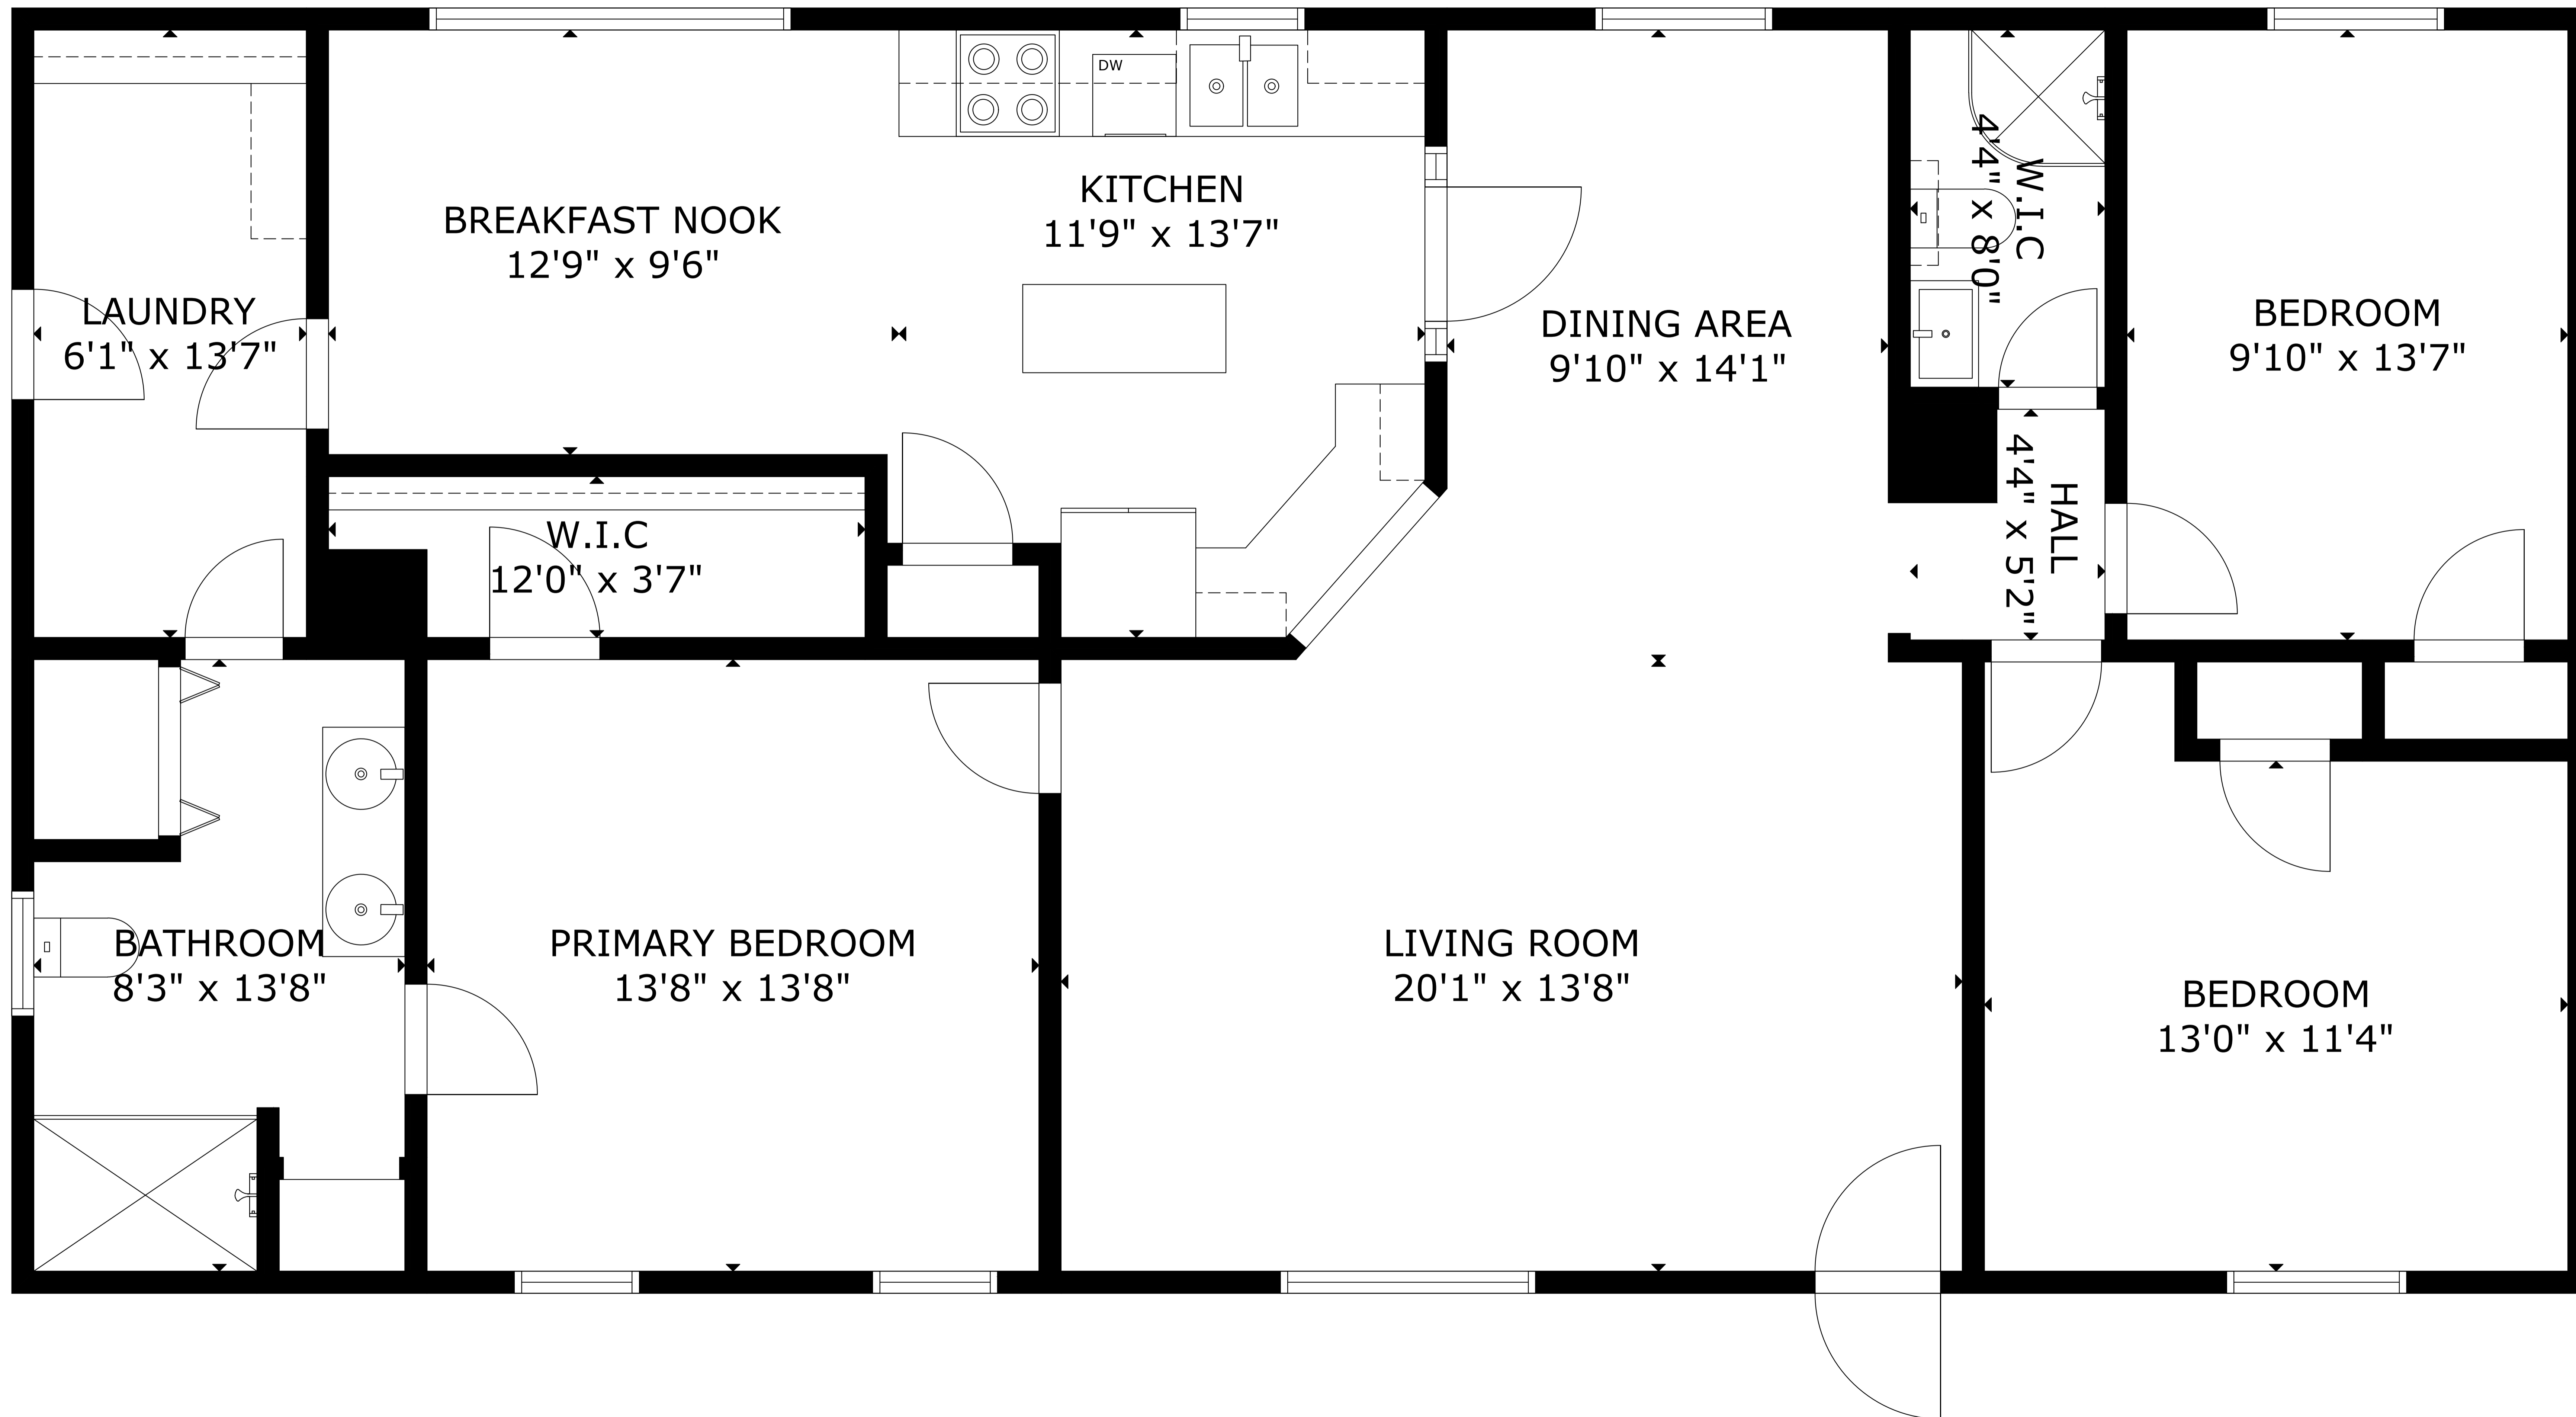 DW
KITCHEN
11'9" x 13'7"
BREAKFAST NOOK
12'9" x 9'6"
W.I.C
4'4" x 8'0"
LAUNDRY
6'1" x 13'7"
DINING AREA
9'10" x 14'1"
BEDROOM
9'10" x 13'7"
W.I.C
12'0" x 3'7"
HALL
4'4" x 5'2"
BATHROOM
8'3" x 13'8"
PRIMARY BEDROOM
13'8" x 13'8"
LIVING ROOM
20'1" x 13'8"
BEDROOM
13'0" x 11'4"